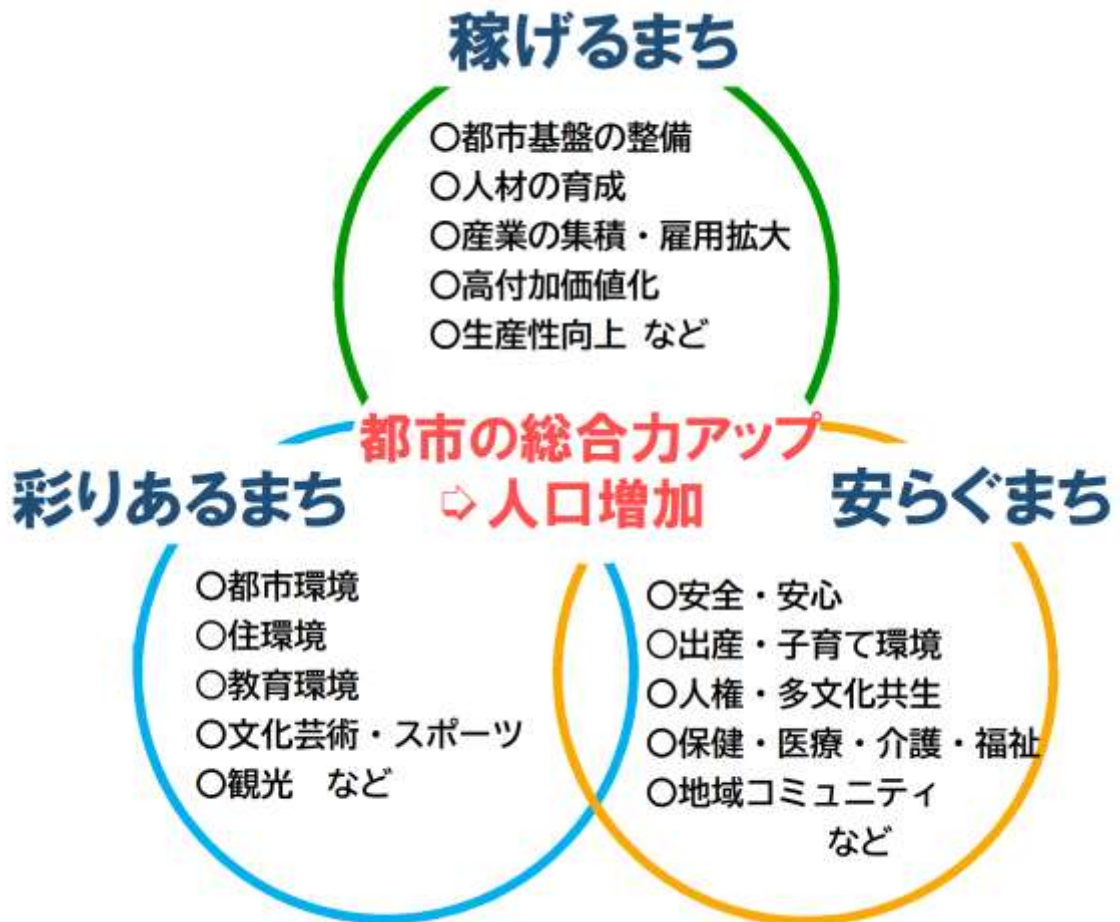 稼げるまち
○都市基盤の整備
○人材の育成
○産業の集積・雇用拡大
○高付加価値化
○生産性向上 など
都市の総合力アップ
⇨人口増加
彩りあるまち
○都市環境
○住環境
○教育環境
○文化芸術・スポーツ
○観光 など
安らぐまち
○安全・安心
○出産・子育て環境
○人権・多文化共生
○保健・医療・介護・福祉
○地域コミュニティ
など